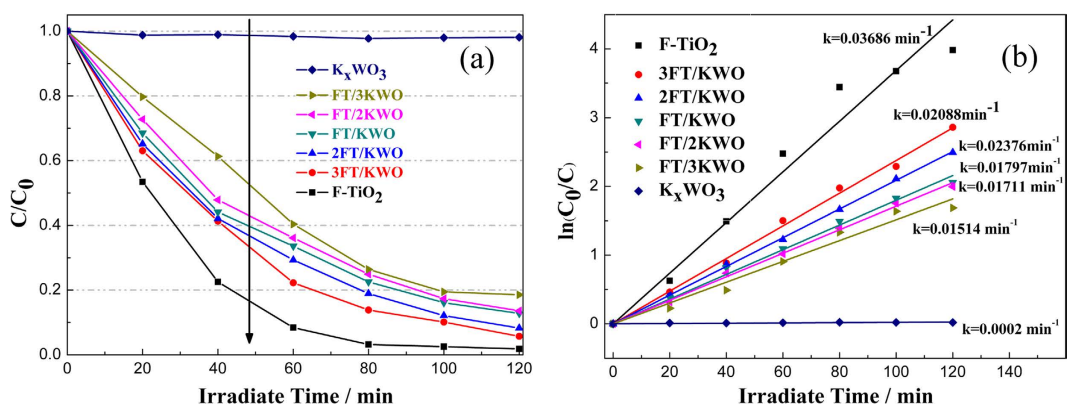 (a)
C/C0
1.0
0.8
0.6
0.4
0.2
0.0
KxWO3
FT/3KWO
FT/2KWO
FT/KWO
2FT/KWO
3FT/KWO
F-TiO2
0 20 40 60 80 100 120
Irradiate Time / min
(b)
ln(C0/C)
4
3
2
1
0
F-TiO2
3FT/KWO
2FT/KWO
FT/KWO
FT/2KWO
FT/3KWO
KxWO3
k=0.03686 min-1
k=0.02088min-1
k=0.02376min-1
k=0.01797min-1
k=0.01711 min-1
k=0.01514 min-1
k=0.0002 min-1
0 20 40 60 80 100 120 140
Irradiate Time / min